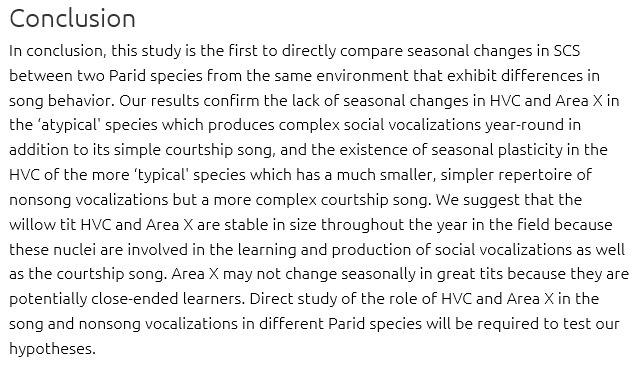 Conclusion
In conclusion, this study is the first to directly compare seasonal changes in SCS
between two Parid species from the same environment that exhibit differences in
song behavior. Our results confirm the lack of seasonal changes in HVC and Area X in
the ‘atypical' species which produces complex social vocalizations year-round in
addition to its simple courtship song, and the existence of seasonal plasticity in the
HVC of the more ‘typical' species which has a much smaller, simpler repertoire of
nonsong vocalizations but a more complex courtship song. We suggest that the
willow tit HVC and Area X are stable in size throughout the year in the field because
these nuclei are involved in the learning and production of social vocalizations as well
as the courtship song. Area X may not change seasonally in great tits because they are
potentially close-ended learners. Direct study of the role of HVC and Area X in the
song and nonsong vocalizations in different Parid species will be required to test our
hypotheses.